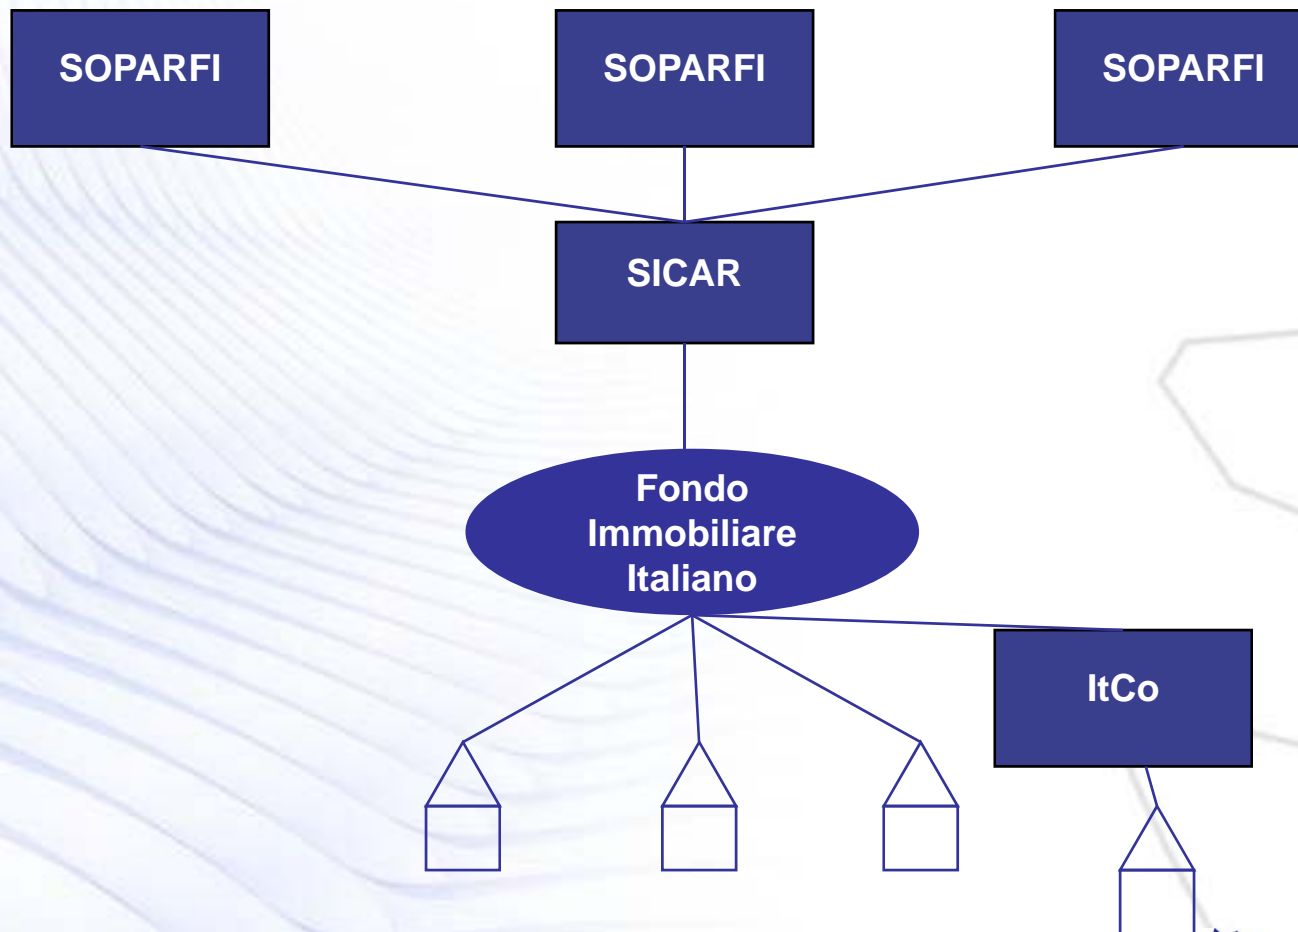 SOPARFI
SOPARFI
SOPARFI
SICAR
Fondo
Immobiliare
Italiano
ItCo